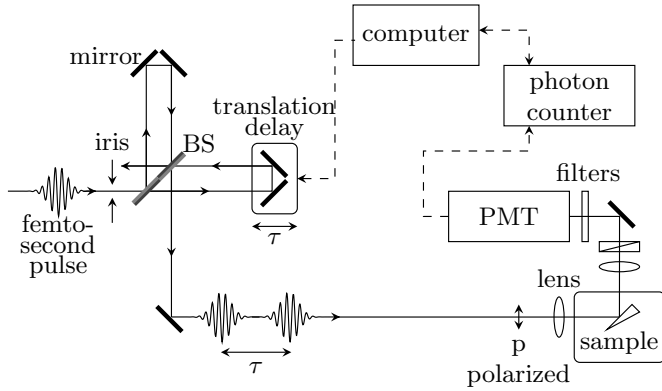 computer
mirror
photon
counter
translation
delay
iris
BS
filters
PMT
femto-
second
pulse
τ
lens
τ
p
polarized
sample